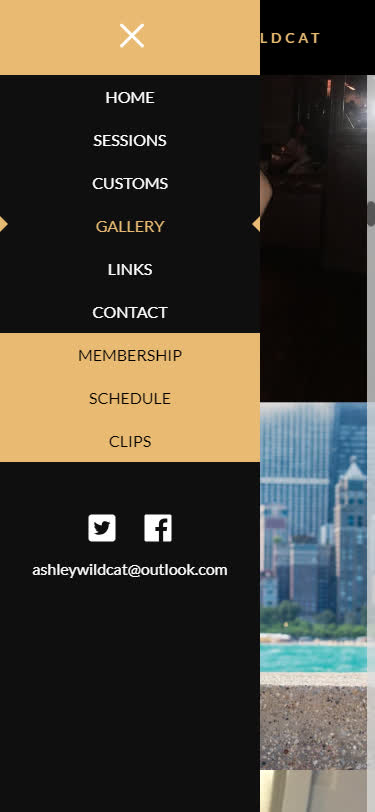 LDCAT
HOME
SESSIONS
CUSTOMS
GALLERY
LINKS
CONTACT
MEMBERSHIP
SCHEDULE
CLIPS
ashleywildcat@outlook.com